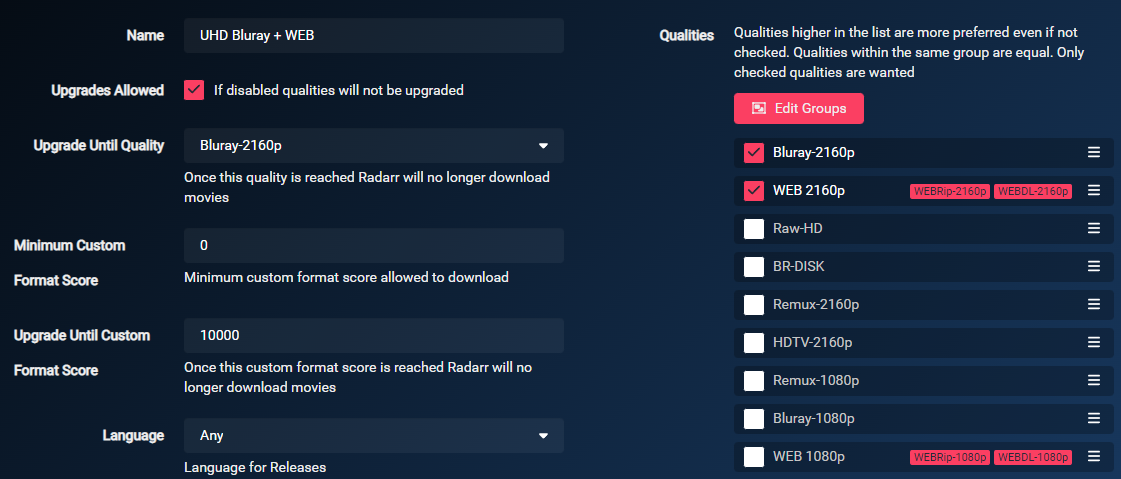 Name
UHD Bluray + WEB
Upgrades Allowed
If disabled qualities will not be upgraded
Upgrade Until Quality
Bluray-2160p
Once this quality is reached Radarr will no longer download
movies
Minimum Custom
Format Score
0
Minimum custom format score allowed to download
Upgrade Until Custom
Format Score
10000
Once this custom format score is reached Radarr will no
longer download movies
Language
Any
Language for Releases
Qualities
Qualities higher in the list are more preferred even if not
checked. Qualities within the same group are equal. Only
checked qualities are wanted
Edit Groups
Bluray-2160p
WEB 2160p WEBRip-2160p WEBDL-2160p
Raw-HD
BR-DISK
Remux-2160p
HDTV-2160p
Remux-1080p
Bluray-1080p
WEB 1080p WEBRip-1080p WEBDL-1080p